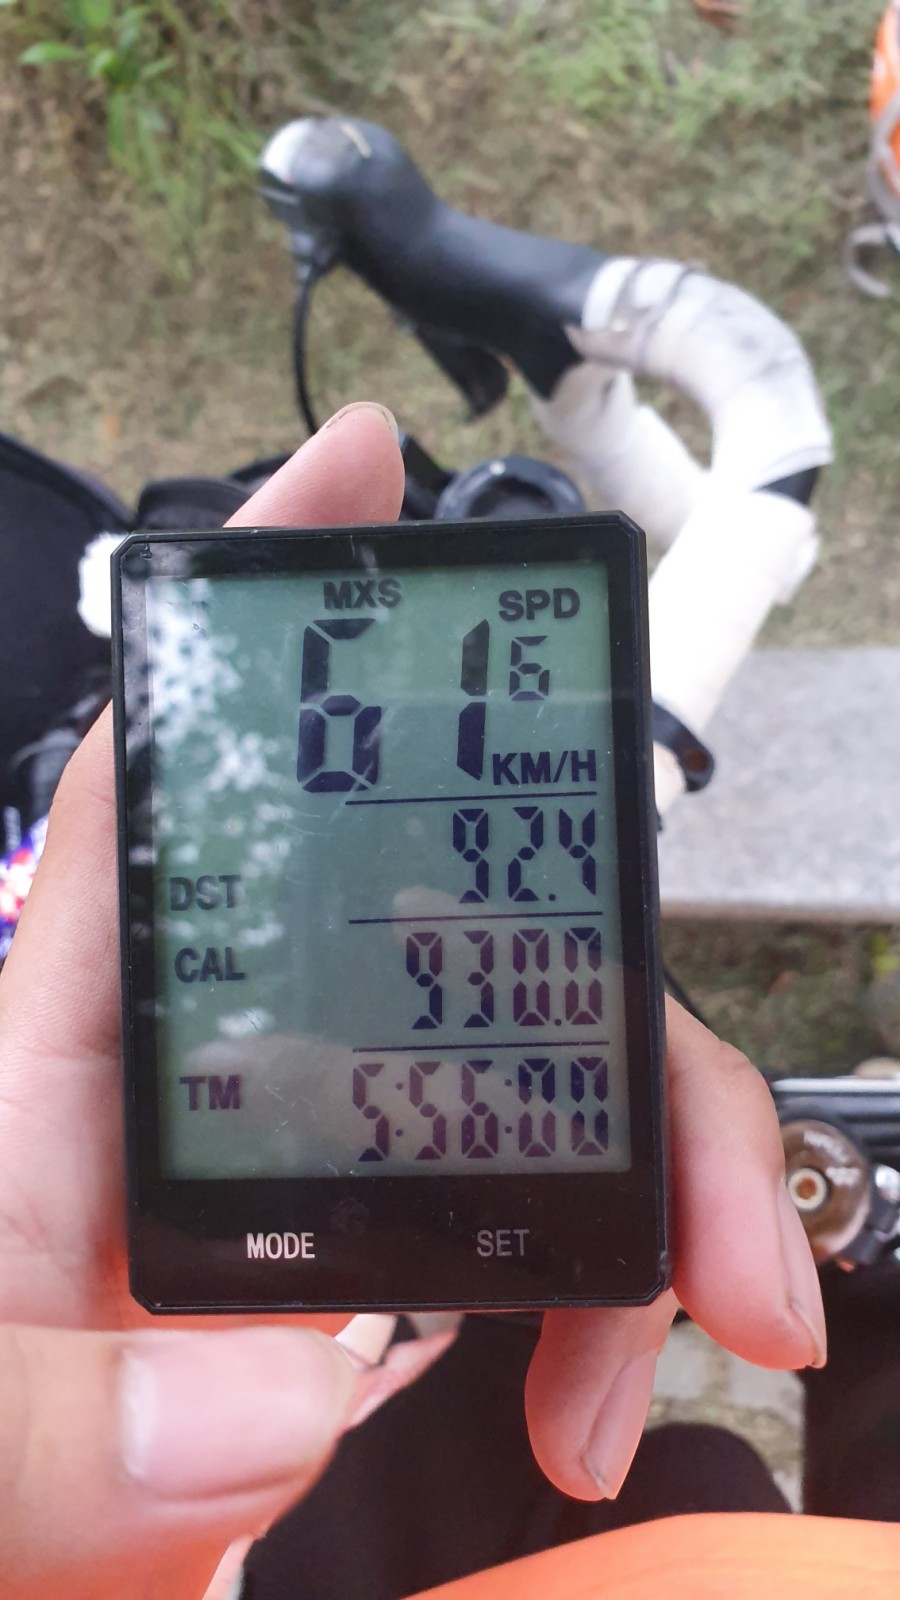 MXS SPD
61.6
KM/H
92.4
DST
CAL 930.0
TM 5:56:00
MODE SET